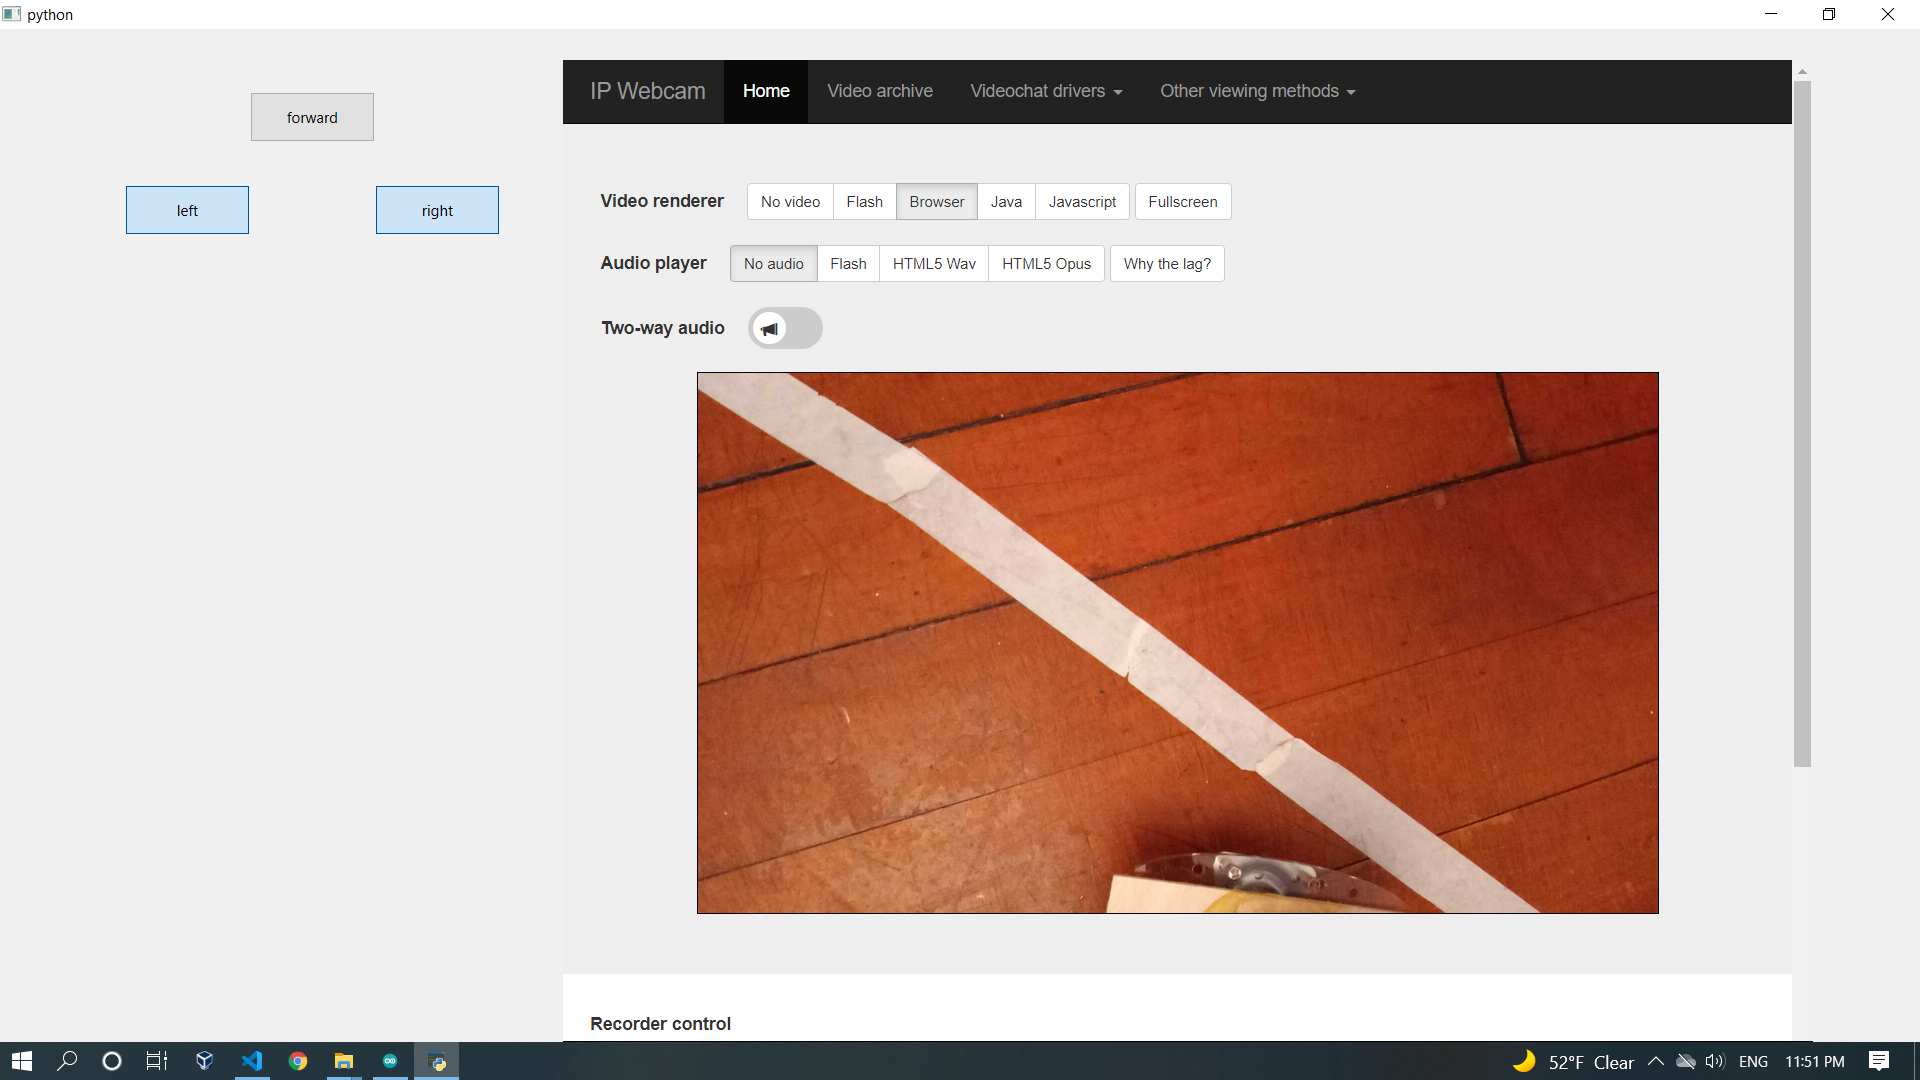 python
forward
left
right
IP Webcam Home Video archive Videochat drivers Other viewing methods
Video renderer No video Flash Browser Java Javascript Fullscreen
Audio player No audio Flash HTML5 Wav HTML5 Opus Why the lag?
Two-way audio
Recorder control
52°F Clear ENG 11:51 PM